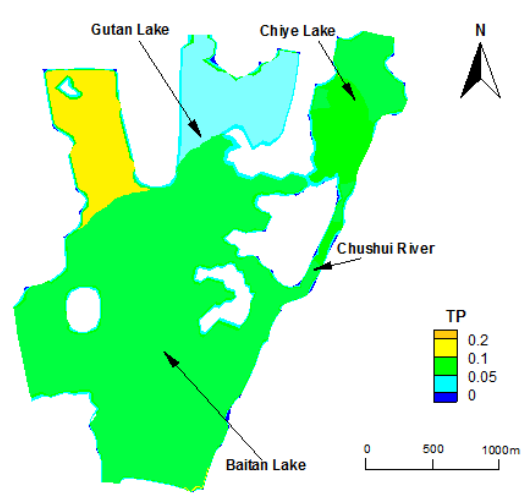 Gutan Lake
Chiye Lake
N
Chushui River
TP
0.2
0.1
0.05
0
Baitan Lake
0 500 1000m